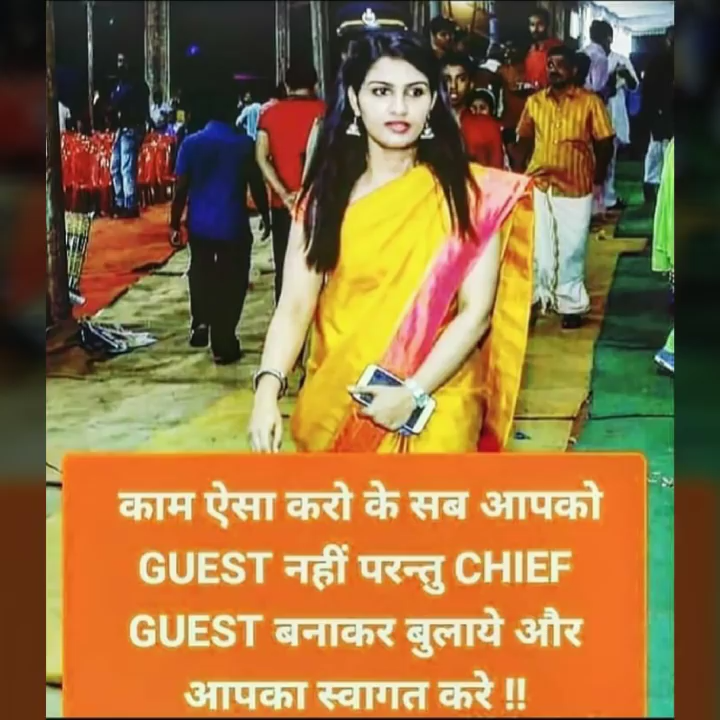 काम ऐसा करो के सब आपको
GUEST नहीं परन्तु CHIEF
GUEST बनाकर बुलाये और
आपका स्वागत करे !!